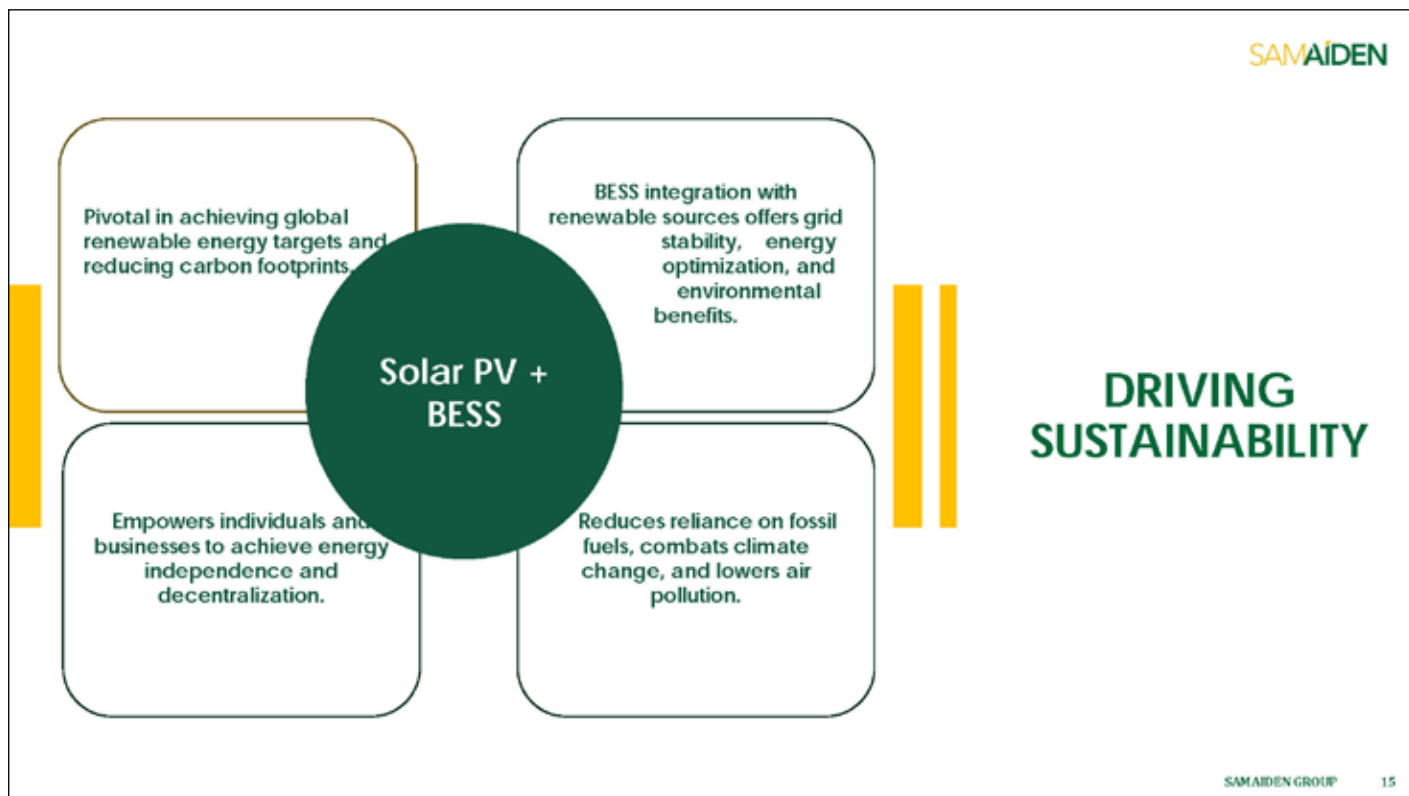 SAMAIDEN
Pivotal in achieving global
renewable energy targets and
reducing carbon footprints.
BESS integration with
renewable sources offers grid
stability, energy
optimization, and
environmental
benefits.
Solar PV +
BESS
Empowers individuals and
businesses to achieve energy
independence and
decentralization.
Reduces reliance on fossil
fuels, combats climate
change, and lowers air
pollution.
DRIVING
SUSTAINABILITY
SAMAIDEN GROUP 15